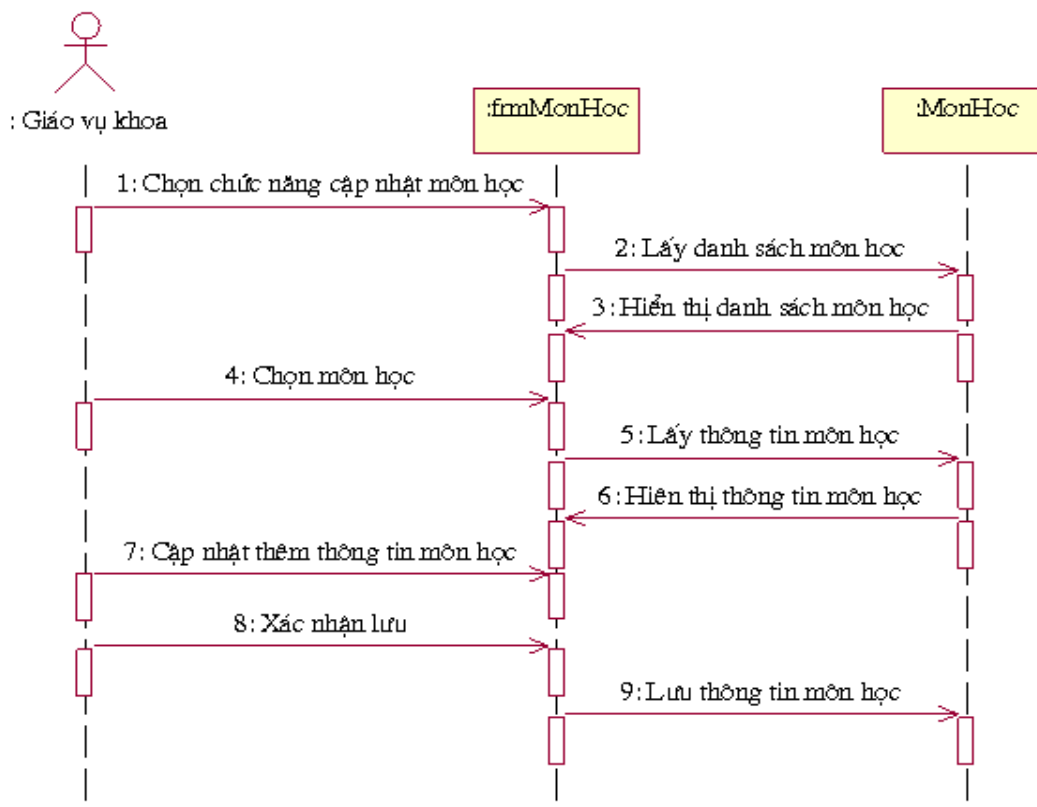 : Giáo vụ khoa
:frmMonHoc
:MonHoc
1: Chọn chức năng cập nhật môn học
2: Lấy danh sách môn hoc
3: Hiển thị danh sách môn học
4: Chọn môn học
5: Lấy thông tin môn học
6: Hiên thị thông tin môn học
7: Cập nhật thêm thông tin môn học
8: Xác nhận lưu
9: Lưu thông tin môn học